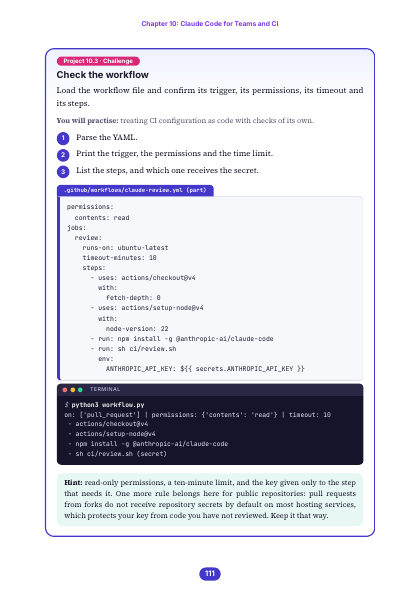 Chapter 10: Claude Code for Teams and CI
Project 10.3 · Challenge
Check the workflow
Load the workflow file and confirm its trigger, its permissions, its timeout and
its steps.
You will practise: treating CI configuration as code with checks of its own.
1 Parse the YAML.
2 Print the trigger, the permissions and the time limit.
3 List the steps, and which one receives the secret.
.github/workflows/claude-review.yml (part)
permissions:
  contents: read
jobs:
  review:
    runs-on: ubuntu-latest
    timeout-minutes: 10
    steps:
      - uses: actions/checkout@v4
        with:
          fetch-depth: 0
      - uses: actions/setup-node@v4
        with:
          node-version: 22
      - run: npm install -g @anthropic-ai/claude-code
      - run: sh ci/review.sh
        env:
          ANTHROPIC_API_KEY: ${{ secrets.ANTHROPIC_API_KEY }}
TERMINAL
$ python3 workflow.py
on: ['pull_request'] | permissions: {'contents': 'read'} | timeout: 10
 - actions/checkout@v4
 - actions/setup-node@v4
 - npm install -g @anthropic-ai/claude-code
 - sh ci/review.sh (secret)
Hint: read-only permissions, a ten-minute limit, and the key given only to the step
that needs it. One more rule belongs here for public repositories: pull requests
from forks do not receive repository secrets by default on most hosting services,
which protects your key from code you have not reviewed. Keep it that way.
111